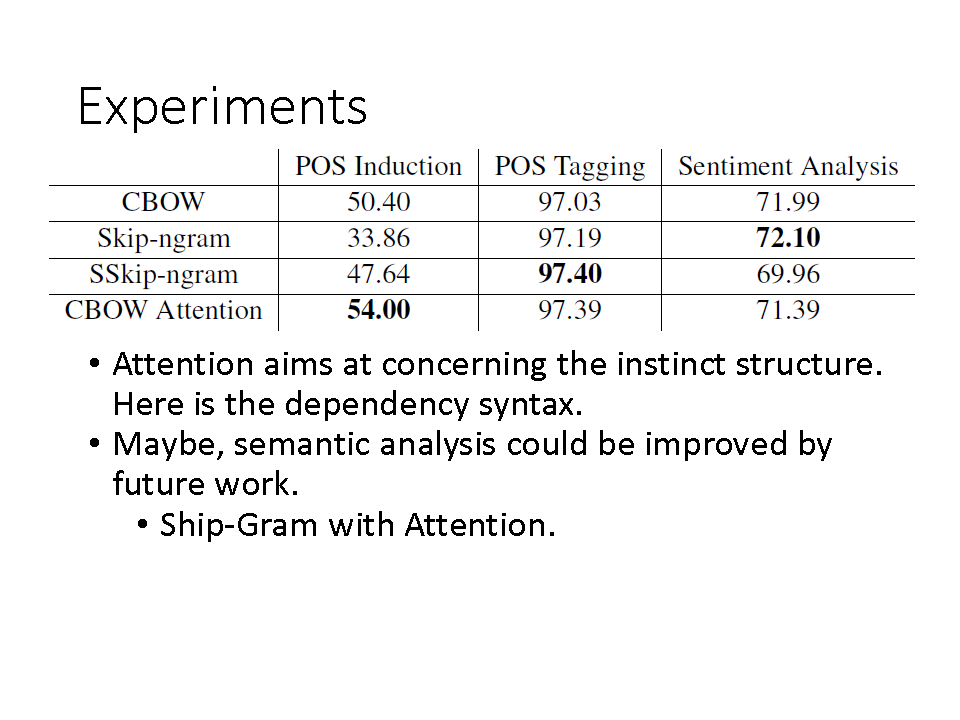 Experiments
POS Induction POS Tagging Sentiment Analysis
CBOW 50.40 97.03 71.99
Skip-ngram 33.86 97.19 72.10
SSkip-ngram 47.64 97.40 69.96
CBOW Attention 54.00 97.39 71.39
• Attention aims at concerning the instinct structure.
Here is the dependency syntax.
• Maybe, semantic analysis could be improved by
future work.
• Ship-Gram with Attention.